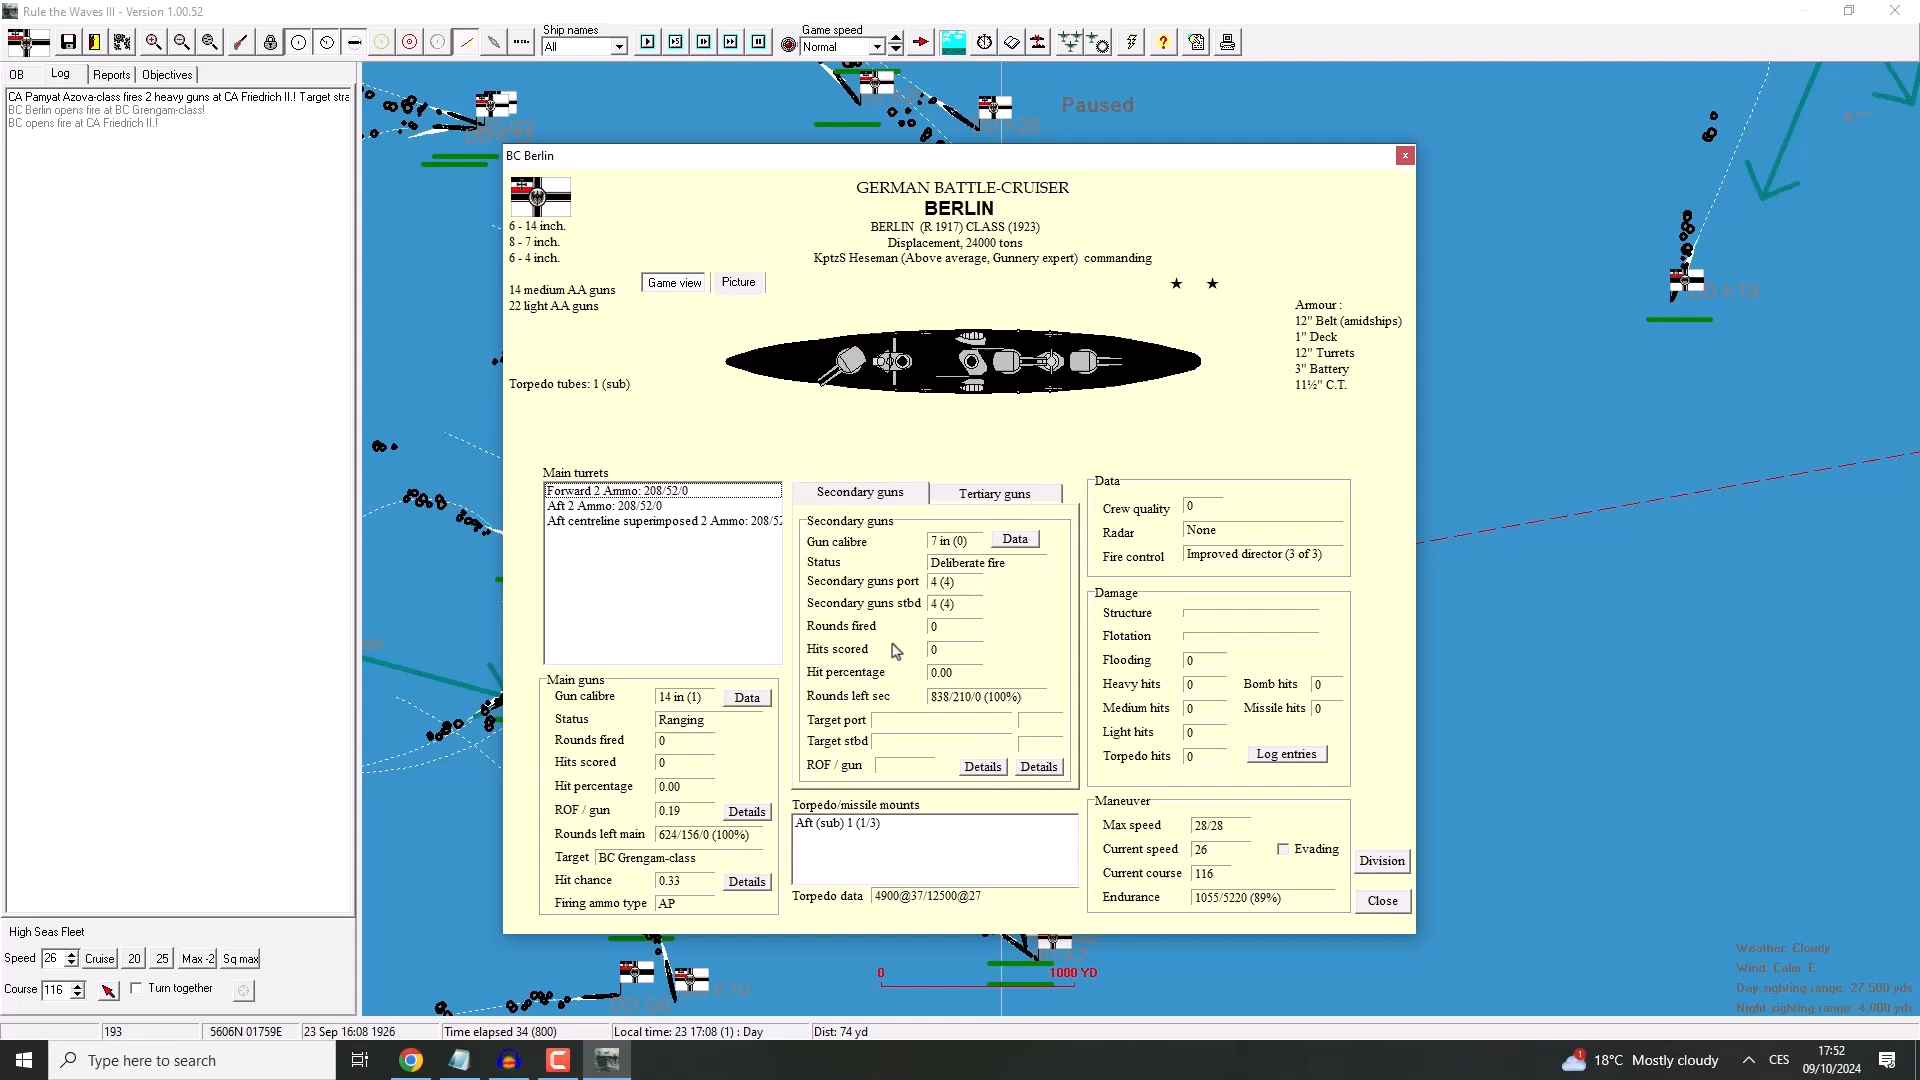 Rule the Waves III - Version 1.00.52
Ship names
All
Game speed
Normal
OB
Log
Reports
Objectives
CA Pamyat Azova-class fires 2 heavy guns at CA Friedrich II.! Target stra
BC Berlin opens fire at BC Grengam-class!
BC opens fire at CA Friedrich II.!
Paused
BC Berlin
GERMAN BATTLE-CRUISER
BERLIN
BERLIN (R 1917) CLASS (1923)
Displacement, 24000 tons
KptzS Heseman (Above average, Gunnery expert) commanding
6 - 14 inch.
8 - 7 inch.
6 - 4 inch.
14 medium AA guns
22 light AA guns
Game view
Picture
★ ★
Torpedo tubes: 1 (sub)
Armour :
12" Belt (amidships)
1" Deck
12" Turrets
3" Battery
11½" C.T.
Main turrets
Forward 2 Ammo: 208/52/0
Aft 2 Ammo: 208/52/0
Aft centreline superimposed 2 Ammo: 208/52
Main guns
Gun calibre 14 in (1) Data
Status Ranging
Rounds fired 0
Hits scored 0
Hit percentage 0.00
ROF / gun 0.19 Details
Rounds left main 624/156/0 (100%)
Target BC Grengam-class
Hit chance 0.33 Details
Firing ammo type AP
Secondary guns
Tertiary guns
Secondary guns
Gun calibre 7 in (0) Data
Status Deliberate fire
Secondary guns port 4 (4)
Secondary guns stbd 4 (4)
Rounds fired 0
Hits scored 0
Hit percentage 0.00
Rounds left sec 838/210/0 (100%)
Target port
Target stbd
ROF / gun Details Details
Torpedo/missile mounts
Aft (sub) 1 (1/3)
Torpedo data 4900@37/12500@27
Data
Crew quality 0
Radar None
Fire control Improved director (3 of 3)
Damage
Structure
Flotation
Flooding 0
Heavy hits 0 Bomb hits 0
Medium hits 0 Missile hits 0
Light hits 0
Torpedo hits 0 Log entries
Maneuver
Max speed 28/28
Current speed 26 Evading
Current course 116
Endurance 1055/5220 (89%)
Division
Close
0 1000 YD
Weather: Cloudy
Wind: Calm E
Day sighting range: 27,500 yds
Night sighting range: 4,000 yds
High Seas Fleet
Speed 26 Cruise 20 25 Max -2 Sq max
Course 116 Turn together
193
5606N 01759E
23 Sep 16:08 1926
Time elapsed 34 (800)
Local time: 23 17:08 (1) : Day
Dist: 74 yd
Type here to search
1
18°C Mostly cloudy
CES
17:52
09/10/2024